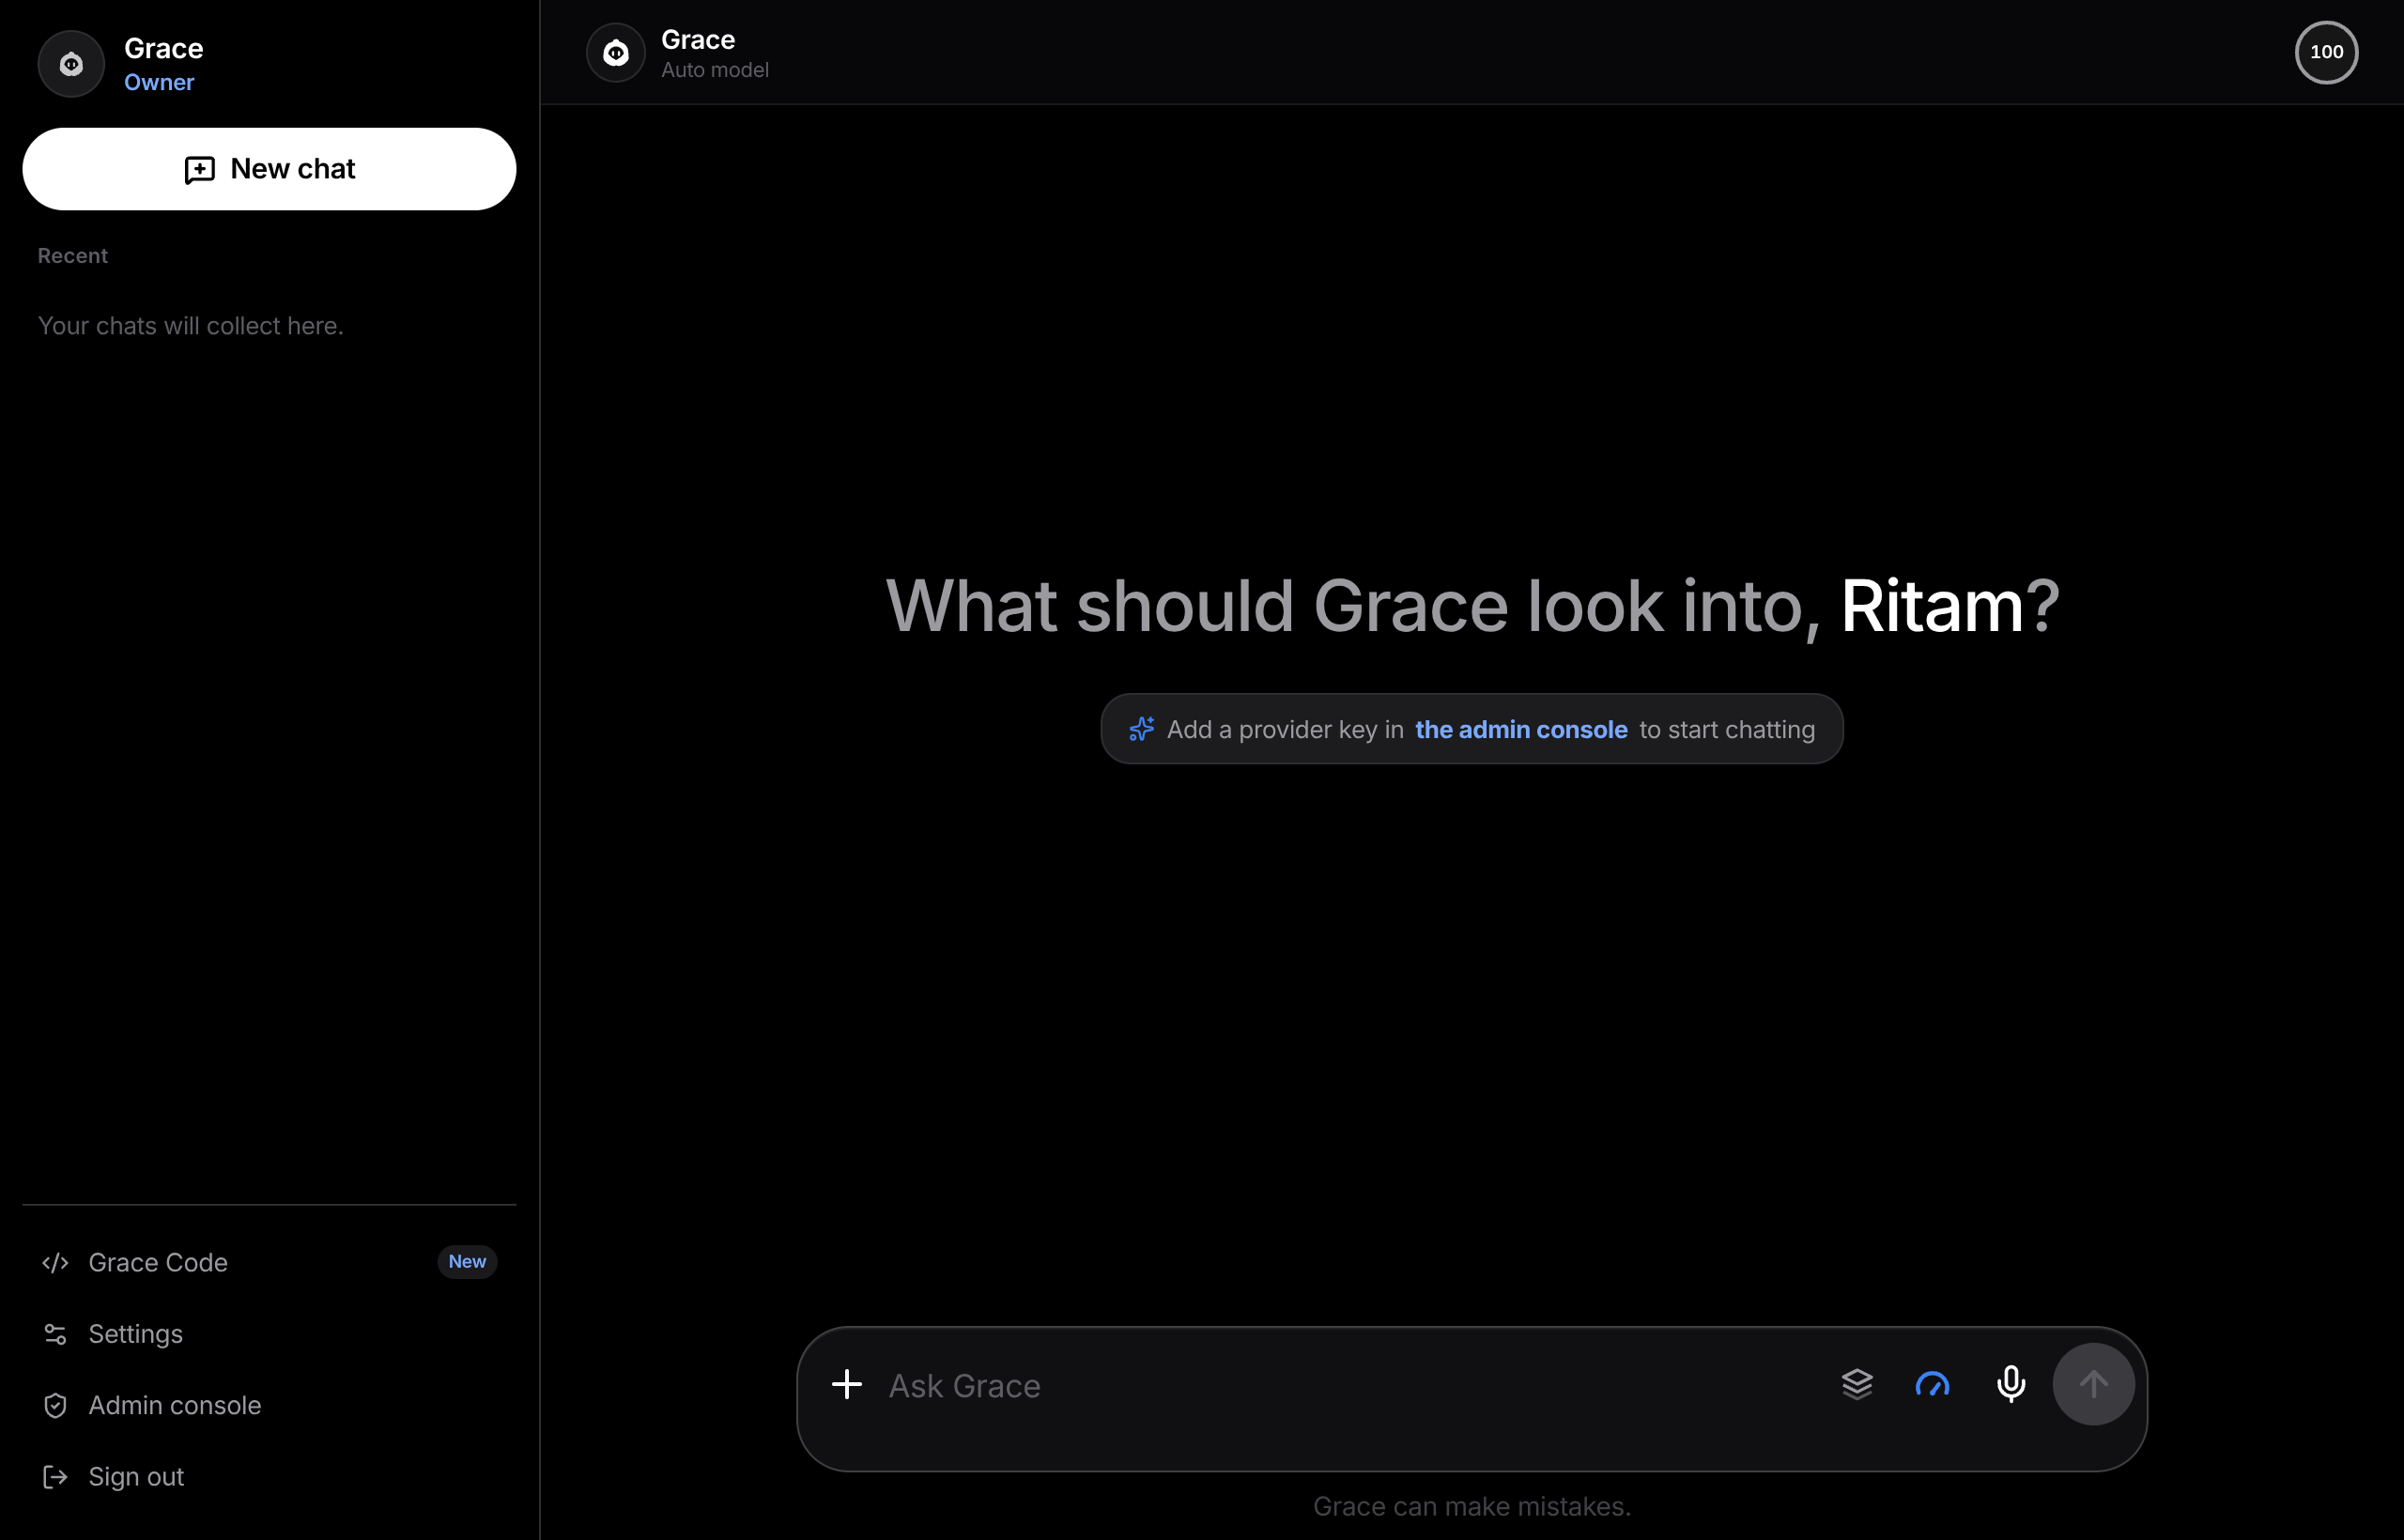 Grace
Owner
New chat
Recent
Your chats will collect here.
Grace Code
New
Settings
Admin console
Sign out
Grace
Auto model
100
What should Grace look into, Ritam?
Add a provider key in the admin console to start chatting
Ask Grace
Grace can make mistakes.